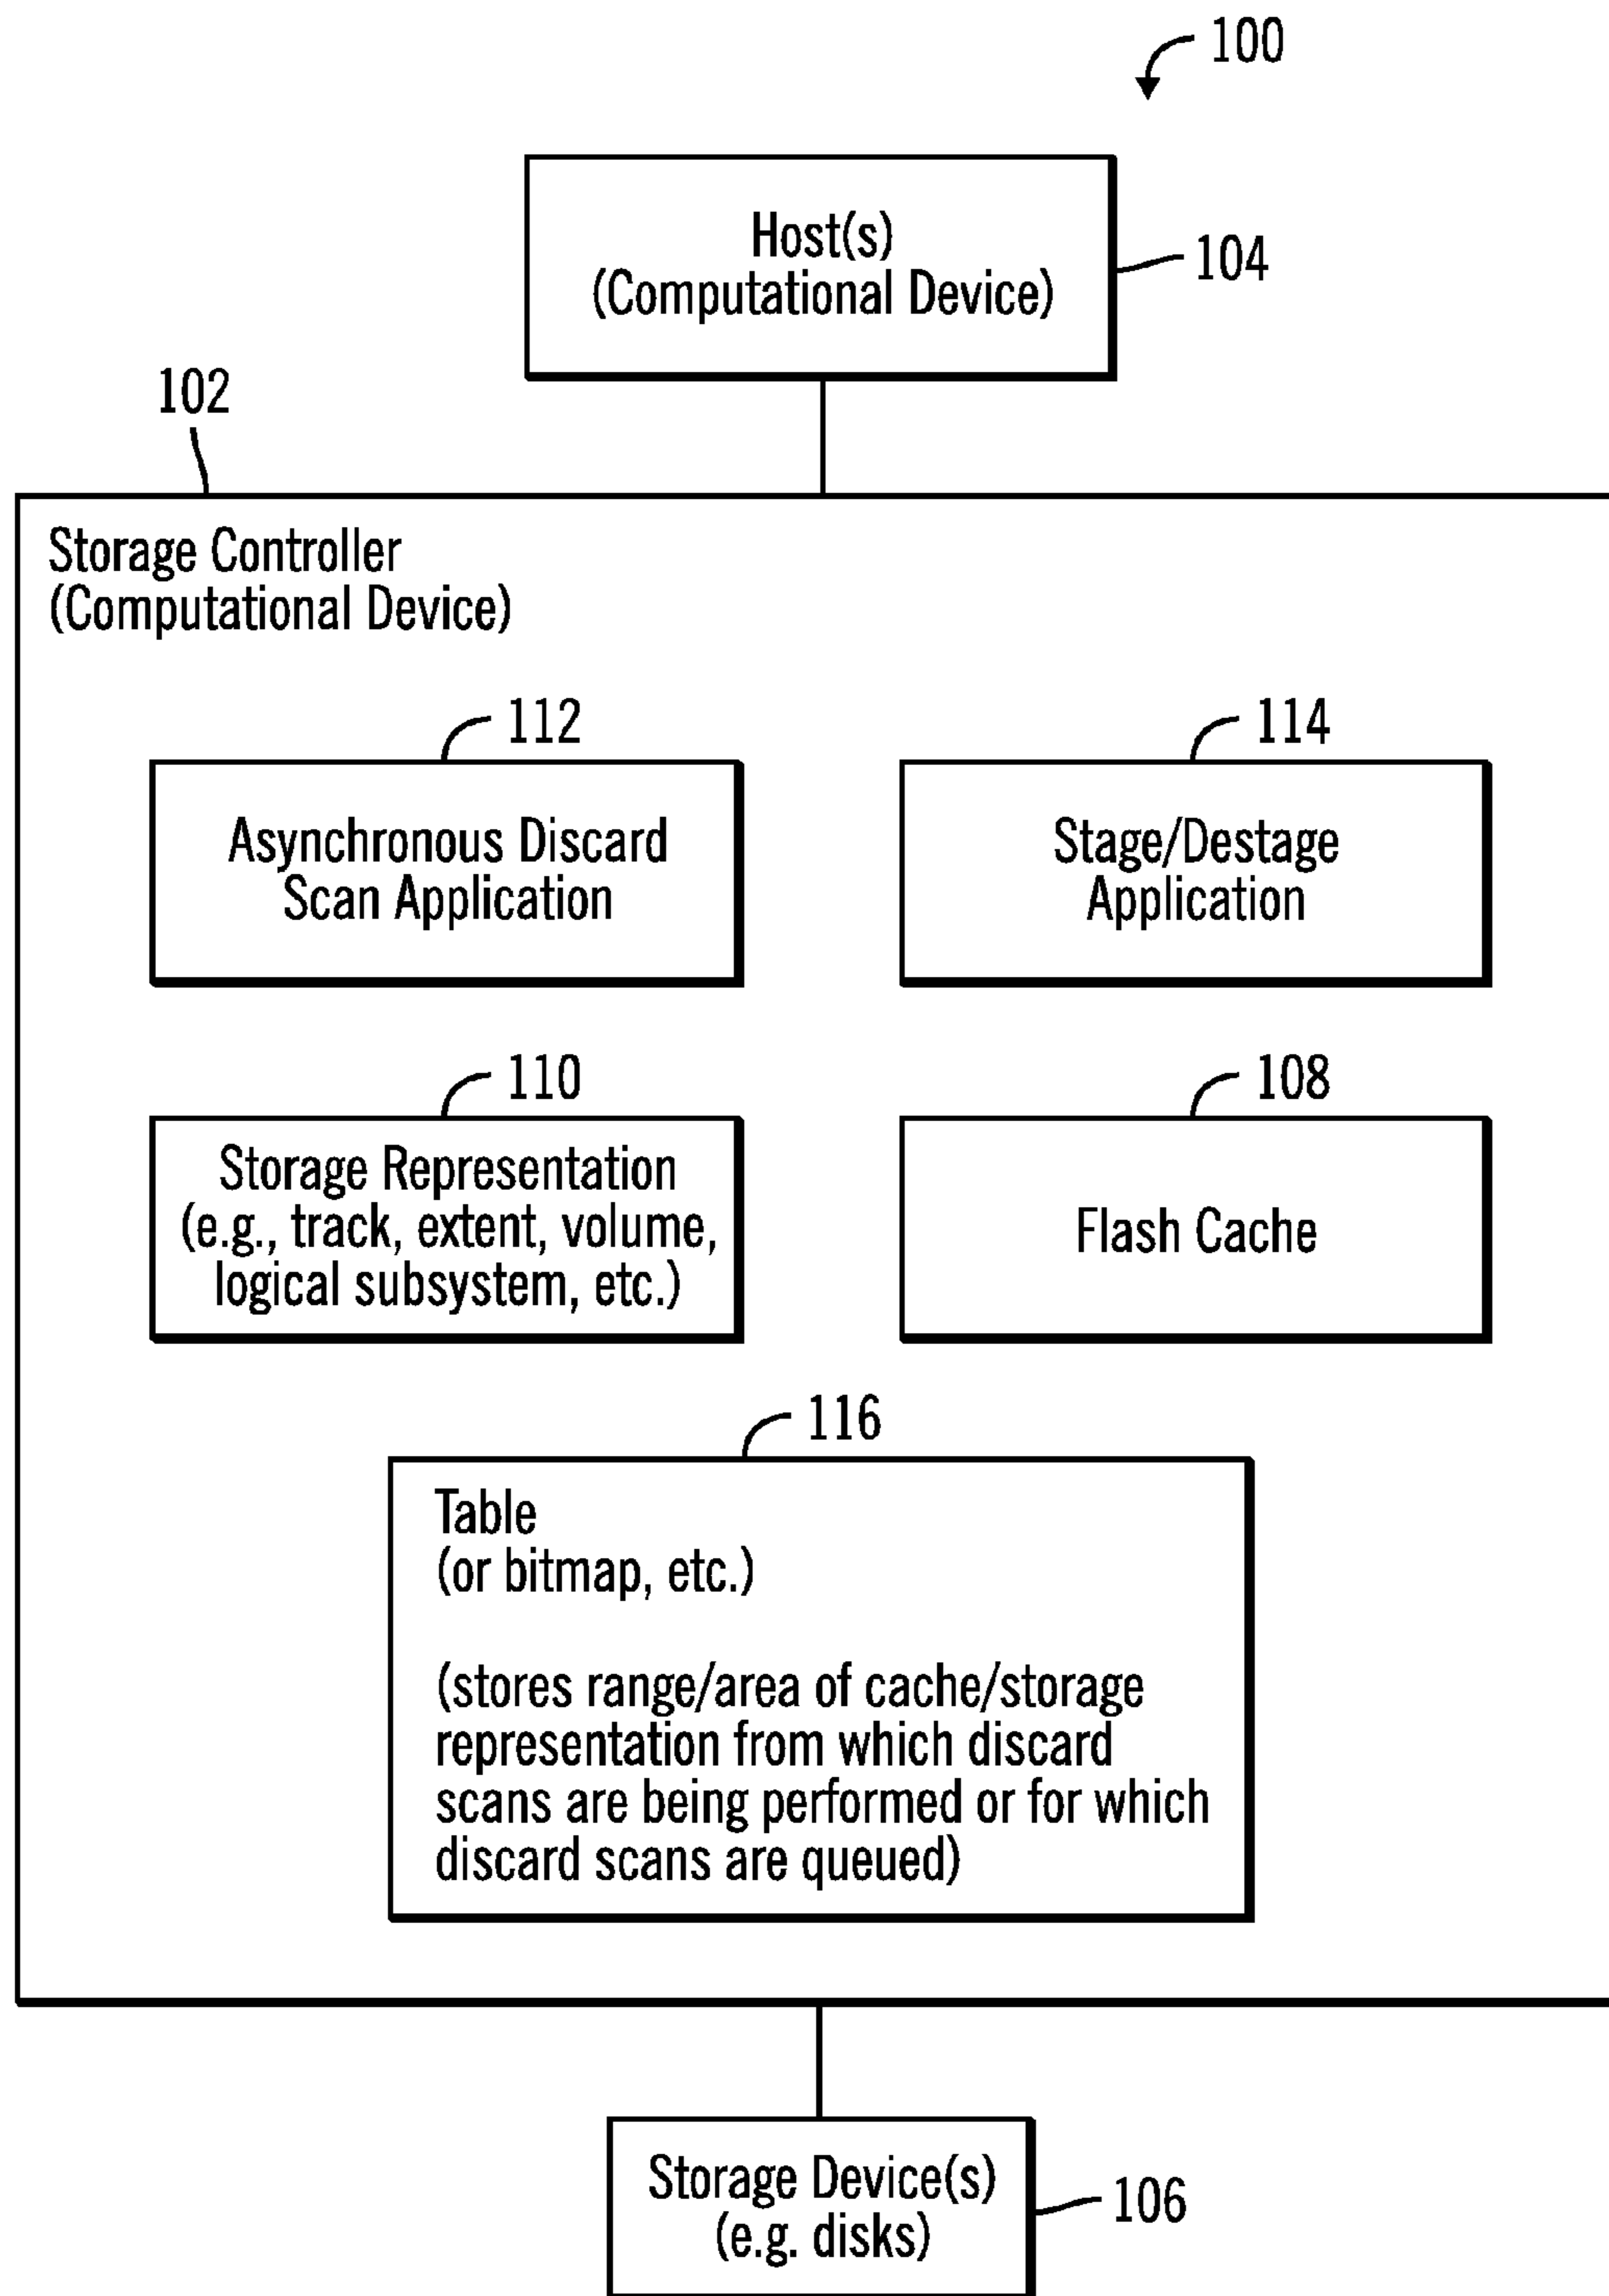 100
Host(s)
(Computational Device)
104
102
Storage Controller
(Computational Device)
112
Asynchronous Discard
Scan Application
114
Stage/Destage
Application
110
Storage Representation
(e.g., track, extent, volume,
logical subsystem, etc.)
108
Flash Cache
116
Table
(or bitmap, etc.)
(stores range/area of cache/storage
representation from which discard
scans are being performed or for which
discard scans are queued)
Storage Device(s)
(e.g. disks)
106